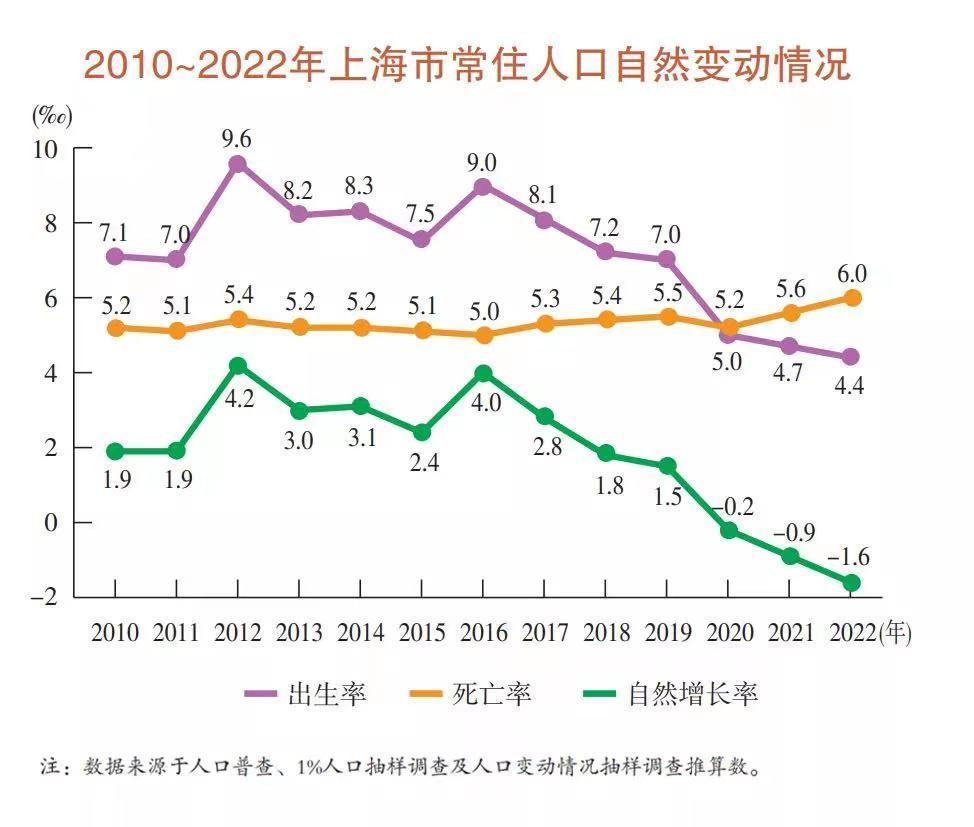 2010~2022年上海市常住人口自然变动情况
(‰)
10
8
6
4
2
0
–2
7.1 7.0 9.6 8.2 8.3 7.5 9.0 8.1 7.2 7.0 5.0 4.7 4.4
5.2 5.1 5.4 5.2 5.2 5.1 5.0 5.3 5.4 5.5 5.2 5.6 6.0
1.9 1.9 4.2 3.0 3.1 2.4 4.0 2.8 1.8 1.5 –0.2 –0.9 –1.6
2010 2011 2012 2013 2014 2015 2016 2017 2018 2019 2020 2021 2022(年)
出生率 死亡率 自然增长率
注：数据来源于人口普查、1%人口抽样调查及人口变动情况抽样调查推算数。